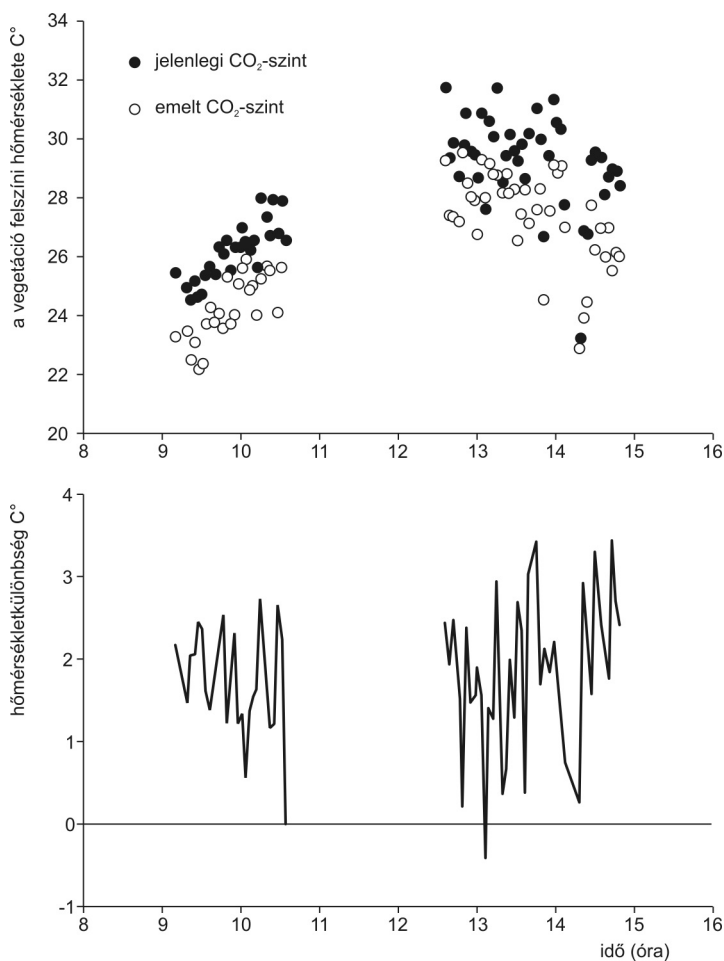 a vegetáció felszíni hőmérséklete C°
34
32
30
28
26
24
22
20
jelenlegi CO₂-szint
emelt CO₂-szint
8 9 10 11 12 13 14 15 16
hőmérsékletkülönbség C°
4
3
2
1
0
-1
8 9 10 11 12 13 14 15 16
idő (óra)